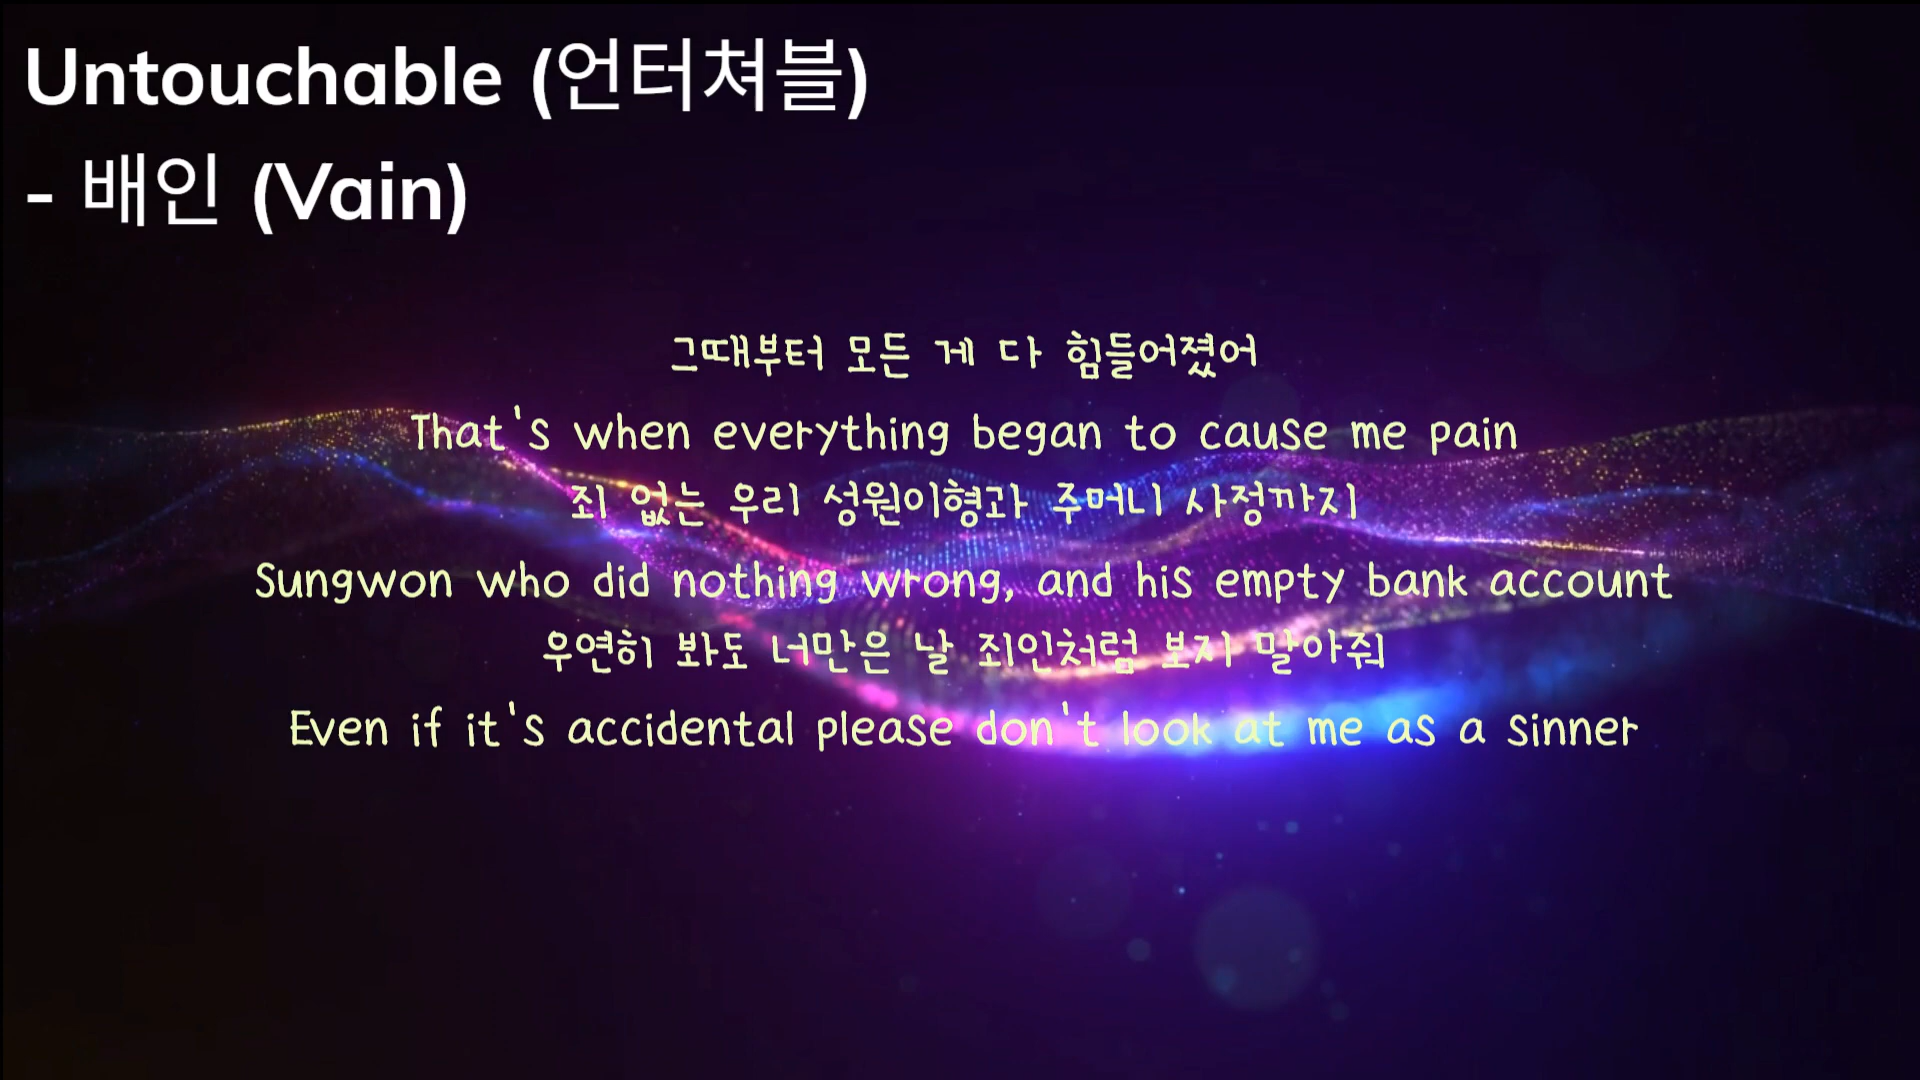 Untouchable (언터쳐블)
- 배인 (Vain)
그때부터 모든 게 다 힘들어졌어
That's when everything began to cause me pain
죄 없는 우리 성원이형과 주머니 사정까지
Sungwon who did nothing wrong, and his empty bank account
우연히 봐도 너만은 날 죄인처럼 보지 말아줘
Even if it's accidental please don't look at me as a sinner